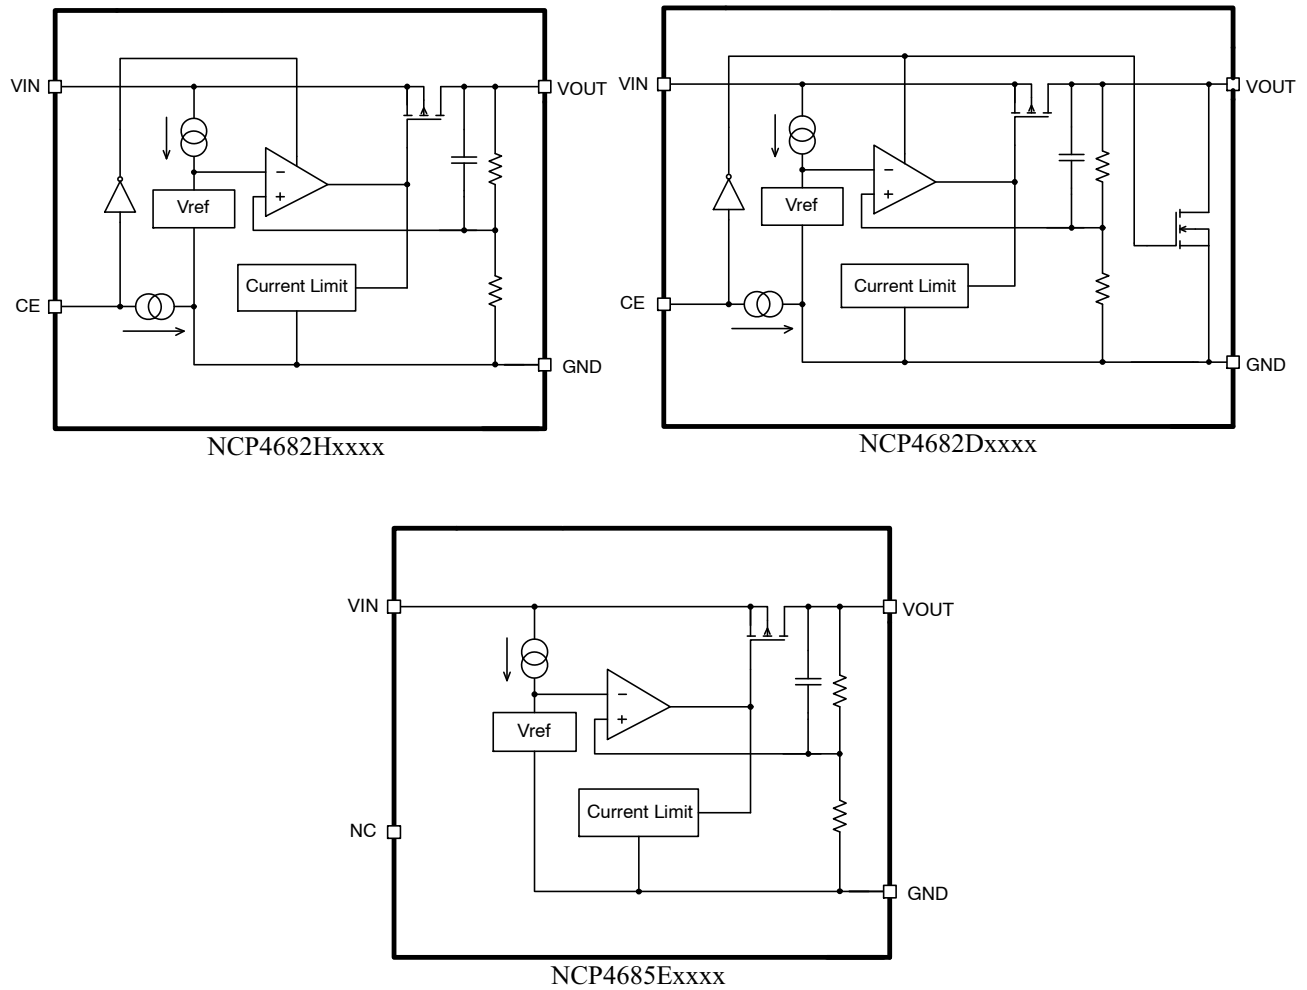 VIN
VOUT
−
+
Vref
Current Limit
CE
GND
NCP4682Hxxxx
VIN
VOUT
−
+
Vref
Current Limit
CE
GND
NCP4682Dxxxx
VIN
VOUT
−
+
Vref
Current Limit
NC
GND
NCP4685Exxxx